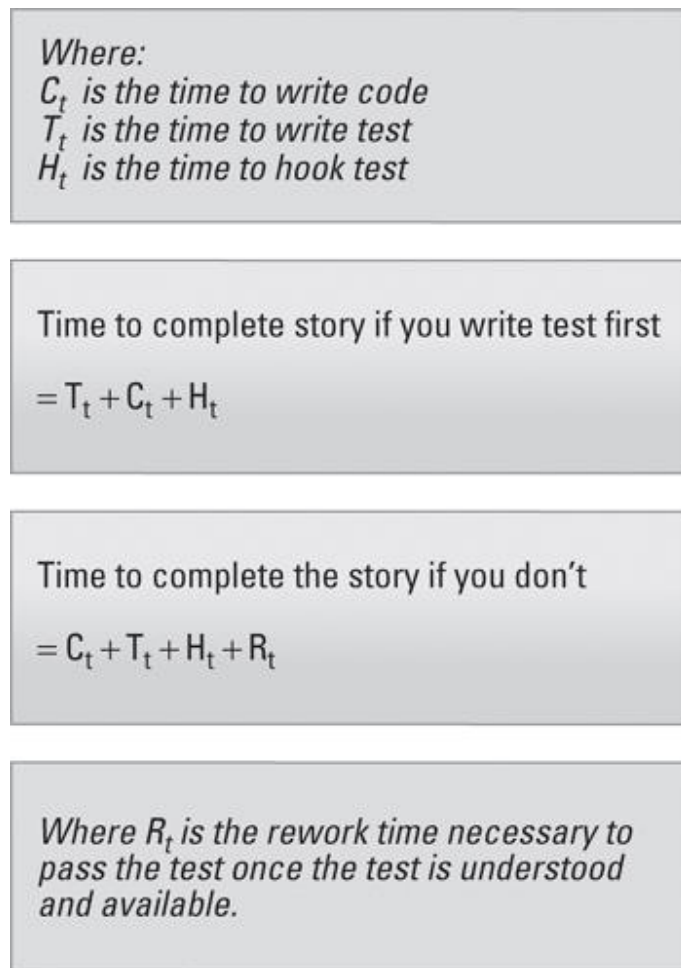 Where:
Cₜ is the time to write code
Tₜ is the time to write test
Hₜ is the time to hook test
Time to complete story if you write test first
= Tₜ + Cₜ + Hₜ
Time to complete the story if you don’t
= Cₜ + Tₜ + Hₜ + Rₜ
Where Rₜ is the rework time necessary to
pass the test once the test is understood
and available.